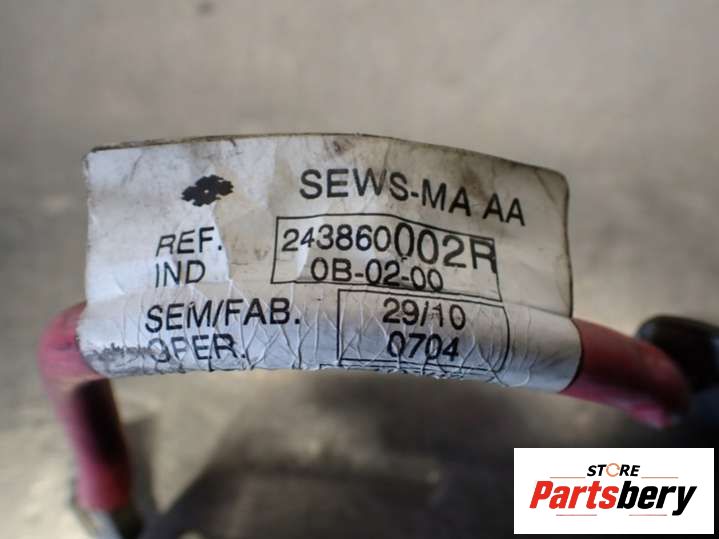 SEWS-MA AA
REF. 243860002R
IND 0B-02-00
SEM/FAB. 29/10
OPER. 0704
STORE
Partsbery